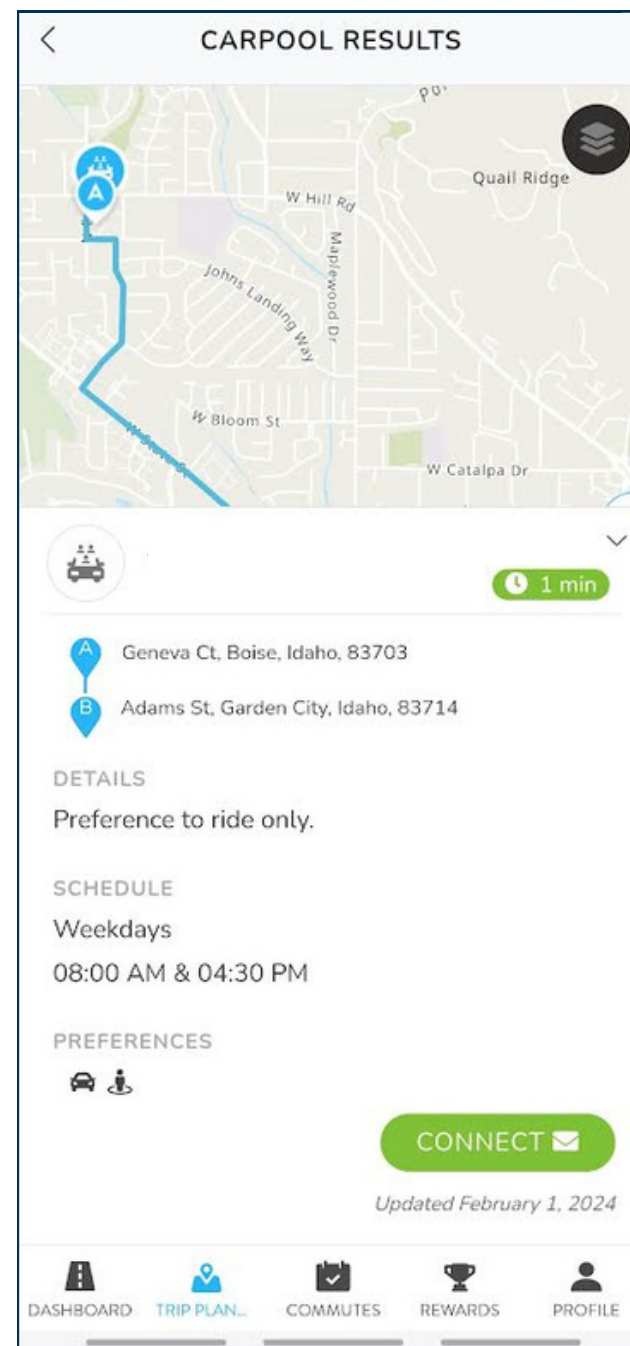 CARPOOL RESULTS
Quail Ridge
W Hill Rd
Maplewood Dr
Johns Landing Way
W Bloom St
W Catalpa Dr
A
1 min
A
Geneva Ct, Boise, Idaho, 83703
B
Adams St, Garden City, Idaho, 83714
DETAILS
Preference to ride only.
SCHEDULE
Weekdays
08:00 AM & 04:30 PM
PREFERENCES
CONNECT
Updated February 1, 2024
DASHBOARD TRIP PLAN... COMMUTES REWARDS PROFILE